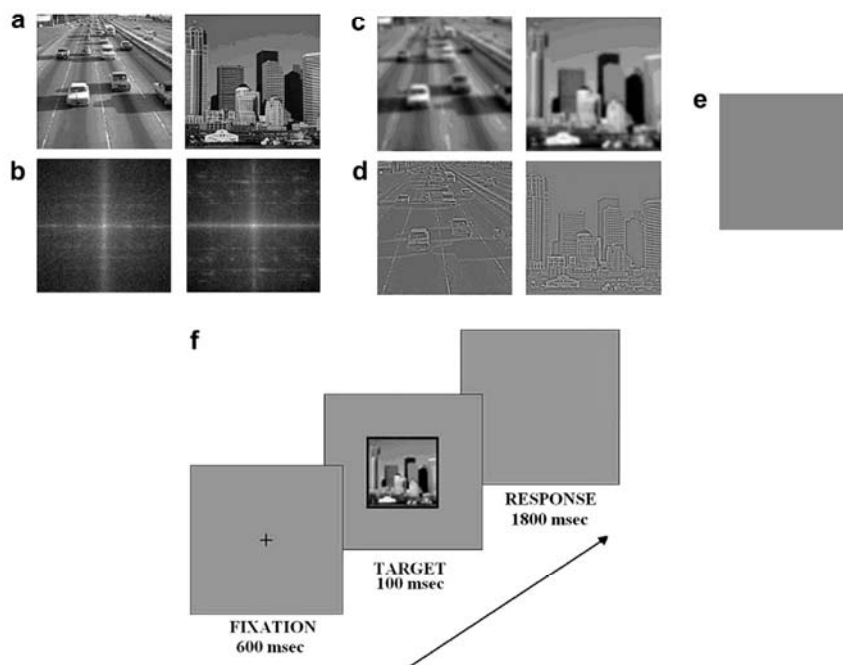 a
c
e
b
d
f
RESPONSE
1800 msec
TARGET
100 msec
FIXATION
600 msec